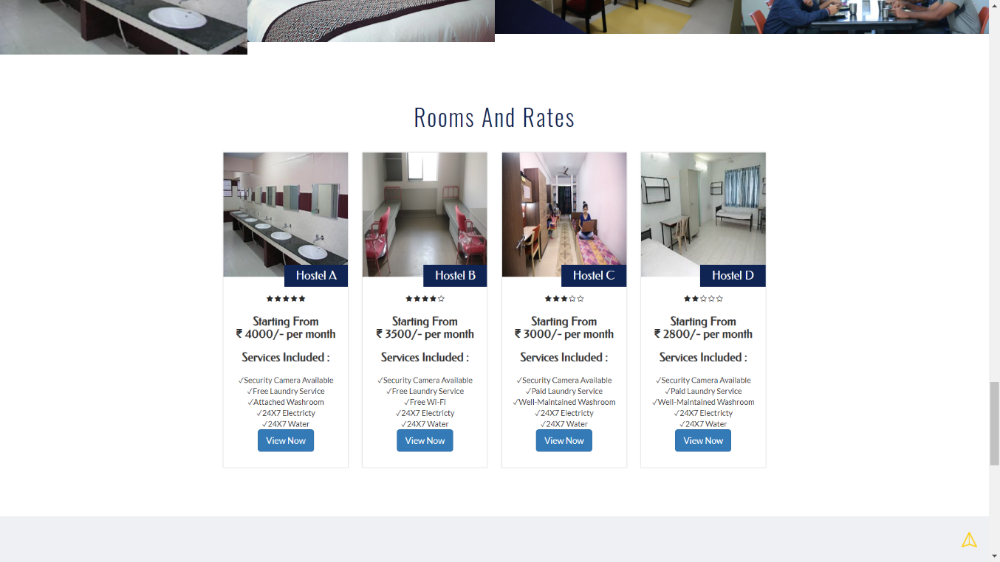 Rooms And Rates
Hostel A
★★★★★
Starting From
₹ 4000/- per month
Services Included :
✓Security Camera Available
✓Free Laundry Service
✓Attached Washroom
✓24X7 Electricty
✓24X7 Water
View Now
Hostel B
★★★★☆
Starting From
₹ 3500/- per month
Services Included :
✓Security Camera Available
✓Free Laundry Service
✓Free Wi-Fi
✓24X7 Electricty
✓24X7 Water
View Now
Hostel C
★★★☆☆
Starting From
₹ 3000/- per month
Services Included :
✓Security Camera Available
✓Paid Laundry Service
✓Well-Maintained Washroom
✓24X7 Electricty
✓24X7 Water
View Now
Hostel D
★★☆☆☆
Starting From
₹ 2800/- per month
Services Included :
✓Security Camera Available
✓Paid Laundry Service
✓Well-Maintained Washroom
✓24X7 Electricty
✓24X7 Water
View Now